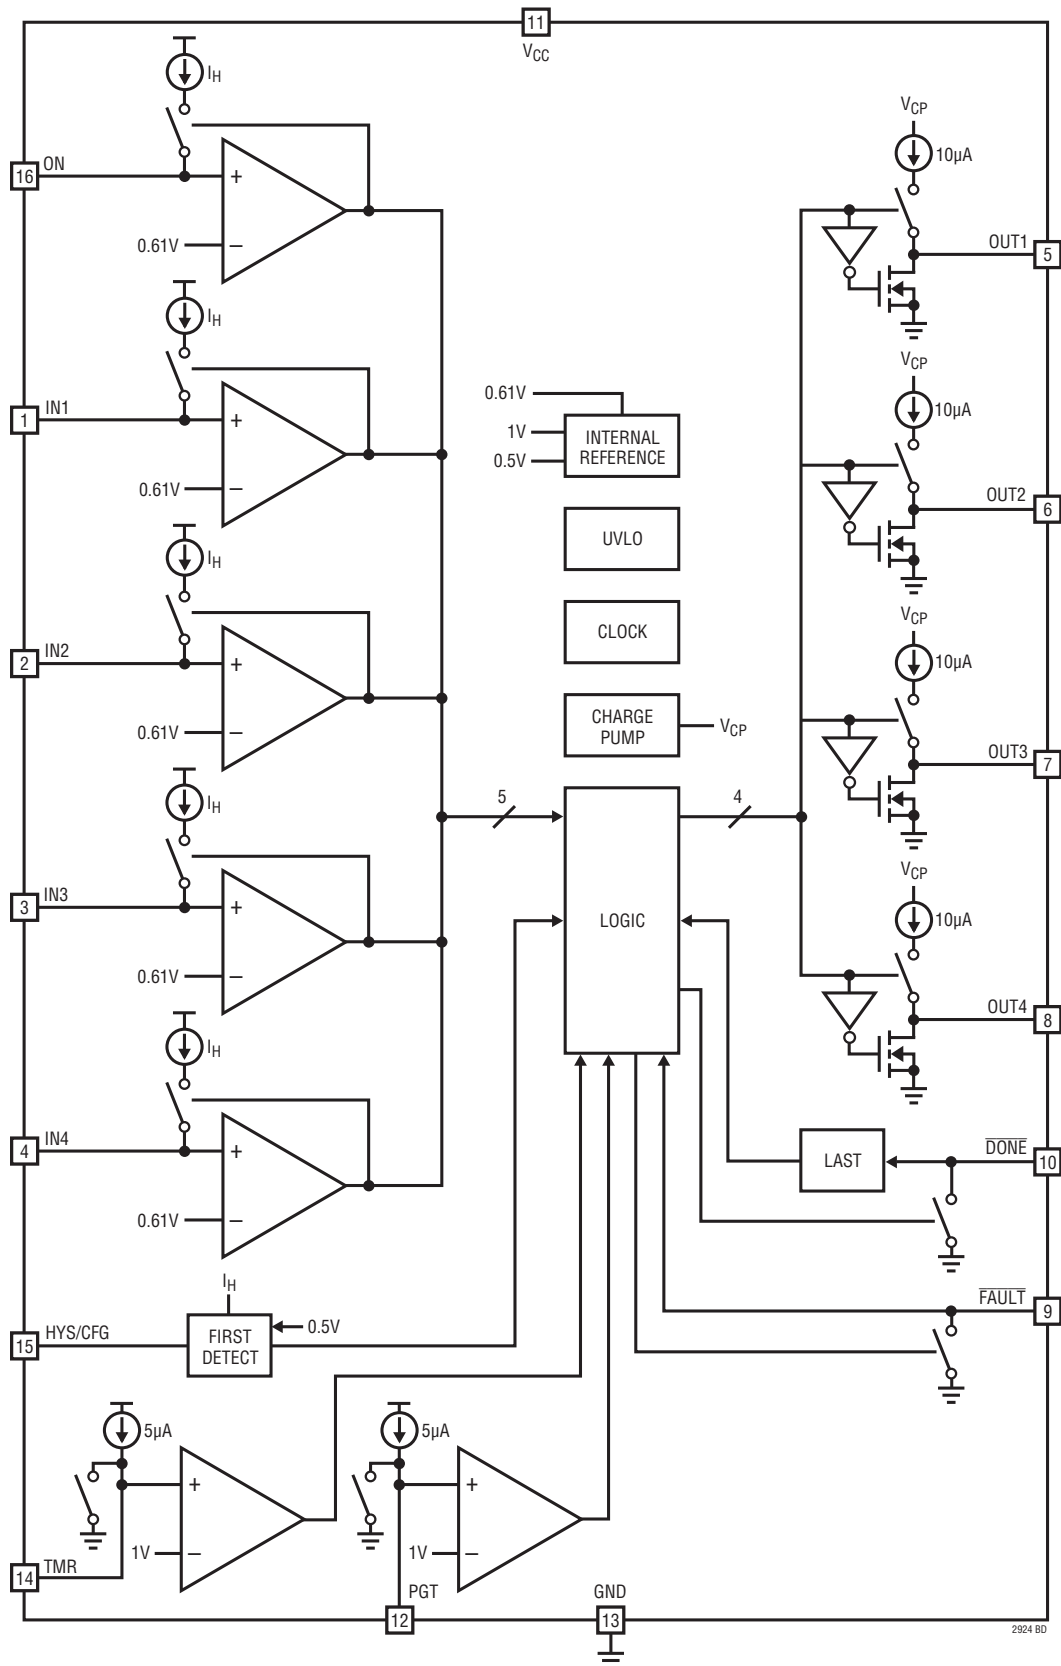 11
VCC
IH
16
ON
+
0.61V
–
IH
1
IN1
+
0.61V
–
IH
2
IN2
+
0.61V
–
IH
3
IN3
+
0.61V
–
IH
4
IN4
+
0.61V
–
IH
15
HYS/CFG
FIRST
DETECT
0.5V
5µA
+
1V
–
14
TMR
5µA
+
1V
–
PGT
12
GND
13
0.61V
1V
0.5V
INTERNAL
REFERENCE
UVLO
CLOCK
CHARGE
PUMP
VCP
5
LOGIC
4
VCP
10µA
OUT1
5
VCP
10µA
OUT2
6
VCP
10µA
OUT3
7
VCP
10µA
OUT4
8
LAST
DONE
10
FAULT
9
2924 BD